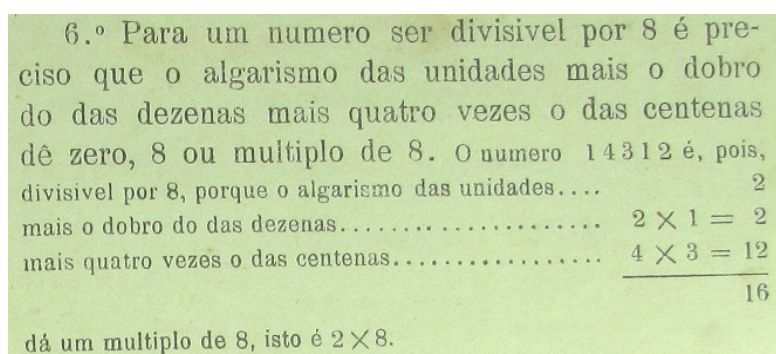 6.º Para um numero ser divisivel por 8 é pre-
ciso que o algarismo das unidades mais o dobro
do das dezenas mais quatro vezes o das centenas
dê zero, 8 ou multiplo de 8. O numero 14312 é, pois,
divisivel por 8, porque o algarismo das unidades.... 2
mais o dobro do das dezenas...................... 2 × 1 = 2
mais quatro vezes o das centenas................. 4 × 3 = 12
16
dá um multiplo de 8, isto é 2 × 8.